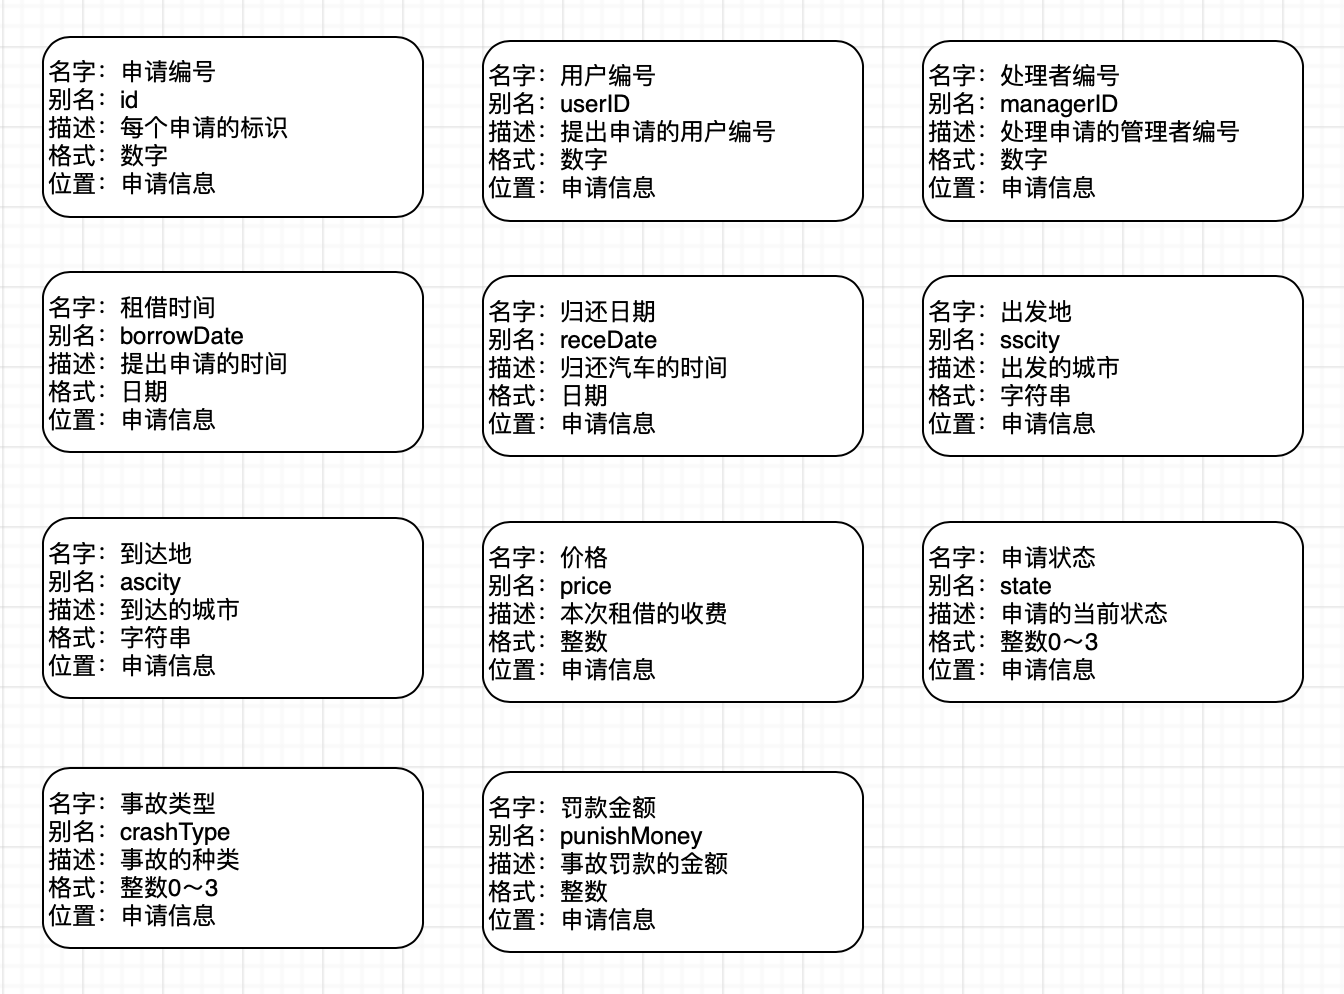 名字：申请编号
别名：id
描述：每个申请的标识
格式：数字
位置：申请信息
名字：用户编号
别名：userID
描述：提出申请的用户编号
格式：数字
位置：申请信息
名字：处理者编号
别名：managerID
描述：处理申请的管理者编号
格式：数字
位置：申请信息
名字：租借时间
别名：borrowDate
描述：提出申请的时间
格式：日期
位置：申请信息
名字：归还日期
别名：receDate
描述：归还汽车的时间
格式：日期
位置：申请信息
名字：出发地
别名：sscity
描述：出发的城市
格式：字符串
位置：申请信息
名字：到达地
别名：ascity
描述：到达的城市
格式：字符串
位置：申请信息
名字：价格
别名：price
描述：本次租借的收费
格式：整数
位置：申请信息
名字：申请状态
别名：state
描述：申请的当前状态
格式：整数0～3
位置：申请信息
名字：事故类型
别名：crashType
描述：事故的种类
格式：整数0～3
位置：申请信息
名字：罚款金额
别名：punishMoney
描述：事故罚款的金额
格式：整数
位置：申请信息